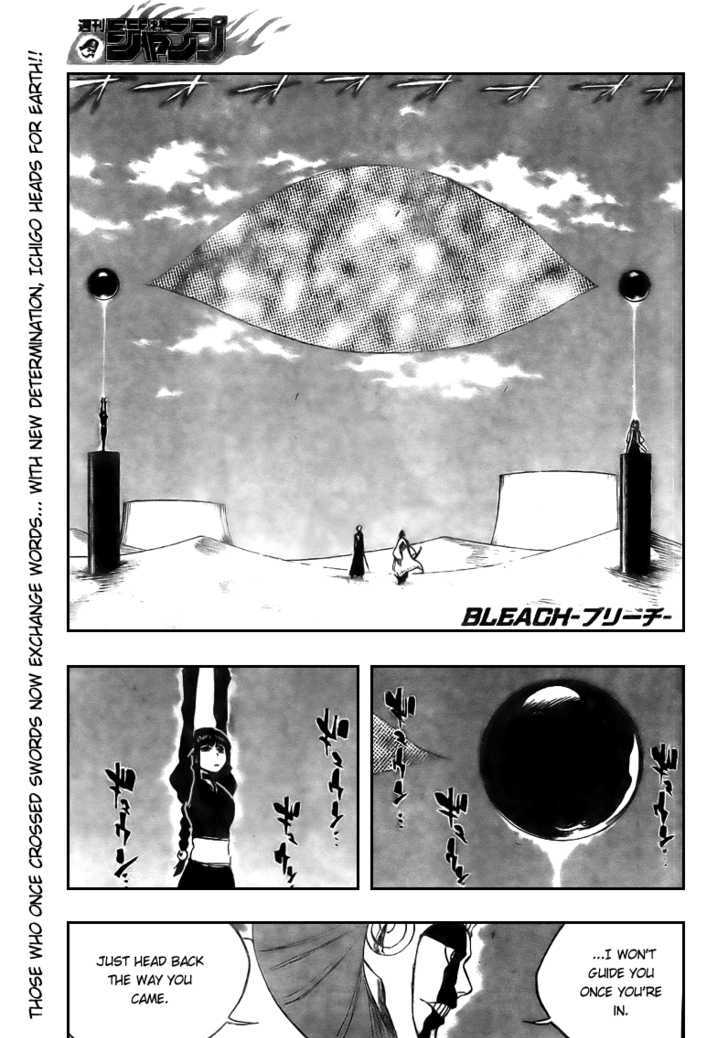 週刊
少年
ジャンプ
THOSE WHO ONCE CROSSED SWORDS NOW EXCHANGE WORDS... WITH NEW DETERMINATION, ICHIGO HEADS FOR EARTH!!
BLEACH-ブリーチ-
...I WON'T
GUIDE YOU
ONCE YOU'RE
IN.
JUST HEAD BACK
THE WAY YOU
CAME.